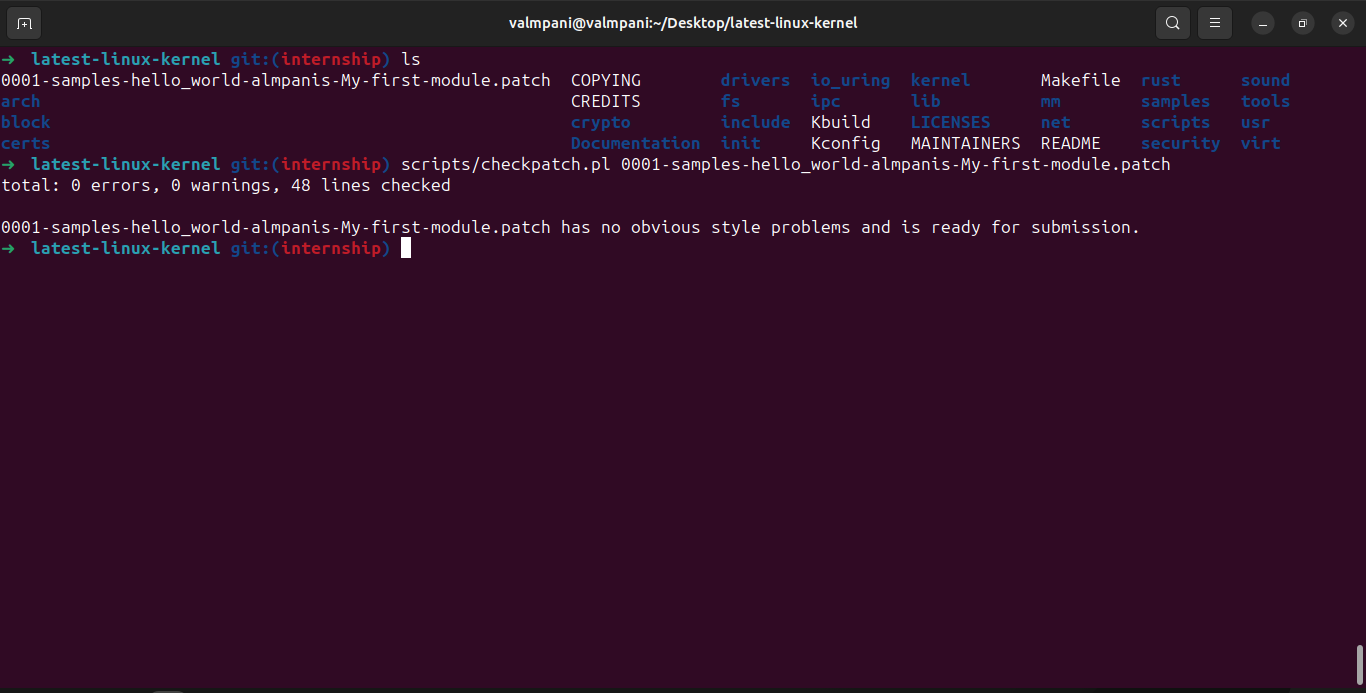 valmpani@valmpani:~/Desktop/latest-linux-kernel
➜  latest-linux-kernel git:(internship) ls
0001-samples-hello_world-almpanis-My-first-module.patch  COPYING        drivers  io_uring  kernel       Makefile  rust      sound
arch                                                     CREDITS        fs       ipc       lib          mm        samples   tools
block                                                    crypto         include  Kbuild    LICENSES     net       scripts   usr
certs                                                    Documentation  init     Kconfig   MAINTAINERS  README    security  virt
➜  latest-linux-kernel git:(internship) scripts/checkpatch.pl 0001-samples-hello_world-almpanis-My-first-module.patch
total: 0 errors, 0 warnings, 48 lines checked
0001-samples-hello_world-almpanis-My-first-module.patch has no obvious style problems and is ready for submission.
➜  latest-linux-kernel git:(internship)